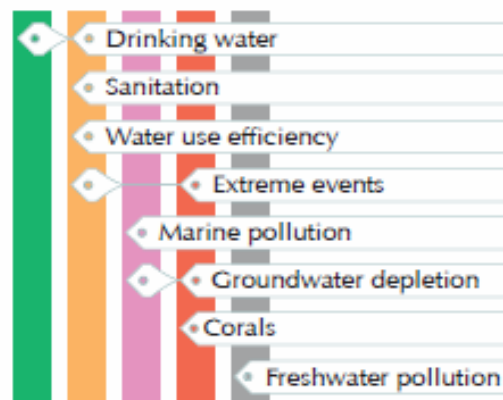 Drinking water
Sanitation
Water use efficiency
Extreme events
Marine pollution
Groundwater depletion
Corals
Freshwater pollution